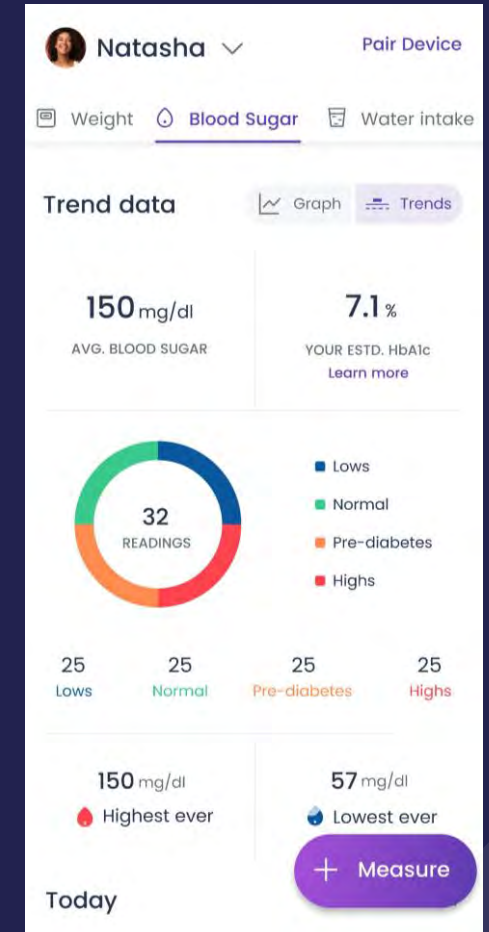 Natasha
Pair Device
Weight
Blood Sugar
Water intake
Trend data
Graph
Trends
150 mg/dl
AVG. BLOOD SUGAR
7.1 %
YOUR ESTD. HbA1c
Learn more
32
READINGS
Lows
Normal
Pre-diabetes
Highs
25
Lows
25
Normal
25
Pre-diabetes
25
Highs
150 mg/dl
Highest ever
57 mg/dl
Lowest ever
+ Measure
Today